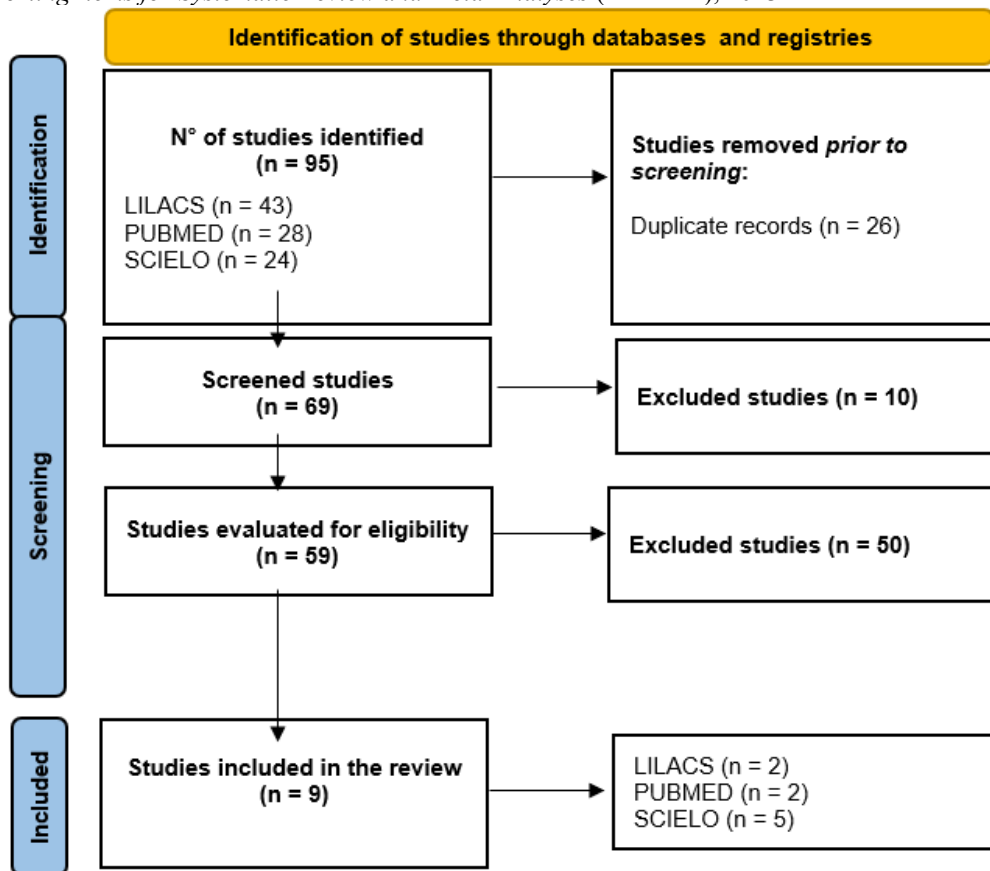 Identification of studies through databases and registries
Identification
N° of studies identified
(n = 95)
LILACS (n = 43)
PUBMED (n = 28)
SCIELO (n = 24)
Studies removed prior to
screening:
Duplicate records (n = 26)
Screening
Screened studies
(n = 69)
Excluded studies (n = 10)
Studies evaluated for eligibility
(n = 59)
Excluded studies (n = 50)
Included
Studies included in the review
(n = 9)
LILACS (n = 2)
PUBMED (n = 2)
SCIELO (n = 5)